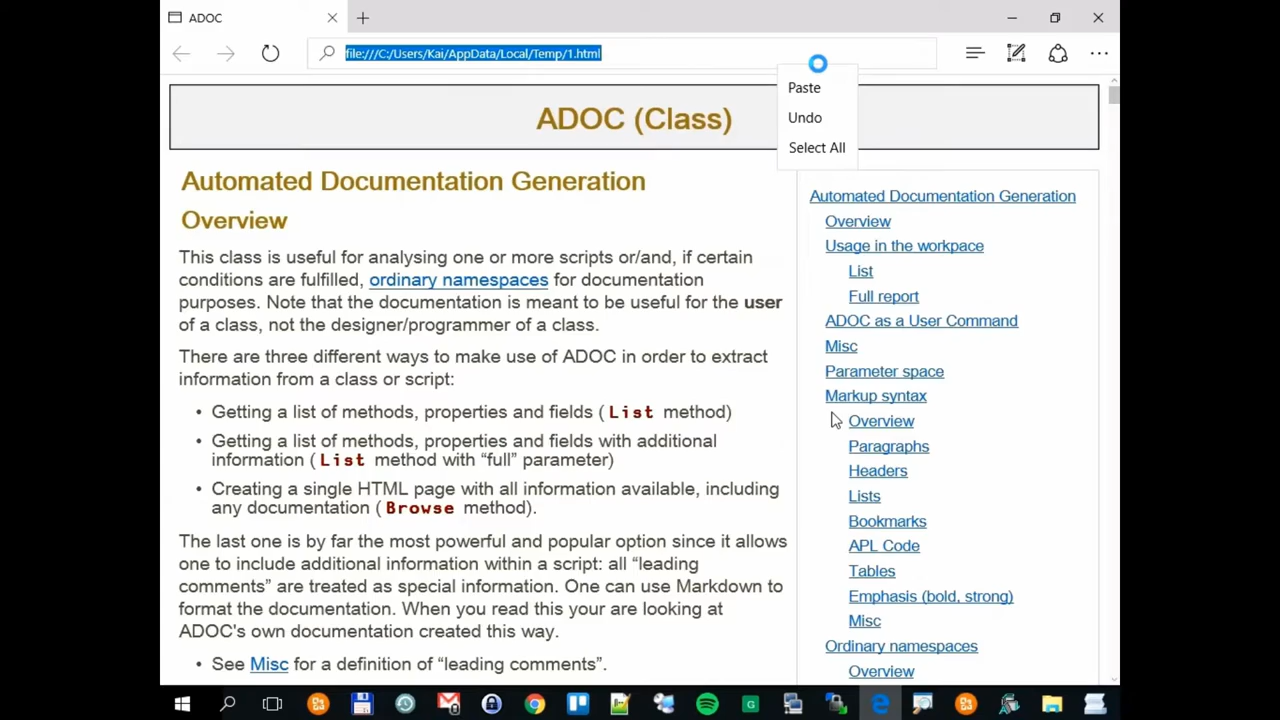 ADOC
file:///C:/Users/Kai/AppData/Local/Temp/1.html
Paste
Undo
Select All
ADOC (Class)
Automated Documentation Generation
Overview
This class is useful for analysing one or more scripts or/and, if certain
conditions are fulfilled, ordinary namespaces for documentation
purposes. Note that the documentation is meant to be useful for the user
of a class, not the designer/programmer of a class.
There are three different ways to make use of ADOC in order to extract
information from a class or script:
• Getting a list of methods, properties and fields ( List method)
• Getting a list of methods, properties and fields with additional
information ( List method with “full” parameter)
• Creating a single HTML page with all information available, including
any documentation ( Browse method).
The last one is by far the most powerful and popular option since it allows
one to include additional information within a script: all “leading
comments” are treated as special information. One can use Markdown to
format the documentation. When you read this your are looking at
ADOC's own documentation created this way.
• See Misc for a definition of “leading comments”.
Automated Documentation Generation
Overview
Usage in the workspace
List
Full report
ADOC as a User Command
Misc
Parameter space
Markup syntax
Overview
Paragraphs
Headers
Lists
Bookmarks
APL Code
Tables
Emphasis (bold, strong)
Misc
Ordinary namespaces
Overview